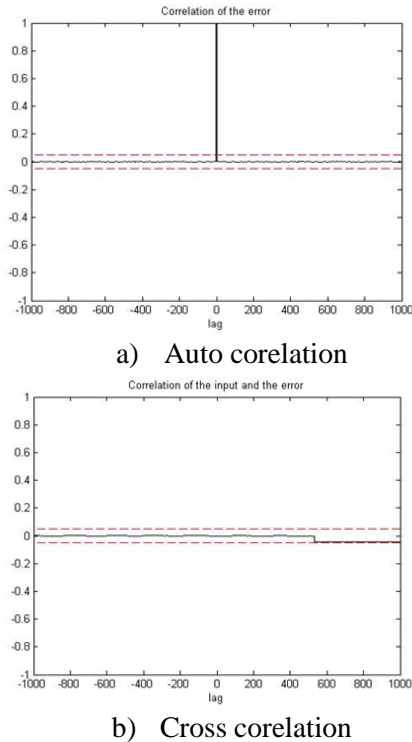 Correlation of the error
1
0.8
0.6
0.4
0.2
0
-0.2
-0.4
-0.6
-0.8
-1
-1000 -800 -600 -400 -200 0 200 400 600 800 1000
lag
a) Auto corelation
Correlation of the input and the error
1
0.8
0.6
0.4
0.2
0
-0.2
-0.4
-0.6
-0.8
-1
-1000 -800 -600 -400 -200 0 200 400 600 800 1000
lag
b) Cross corelation